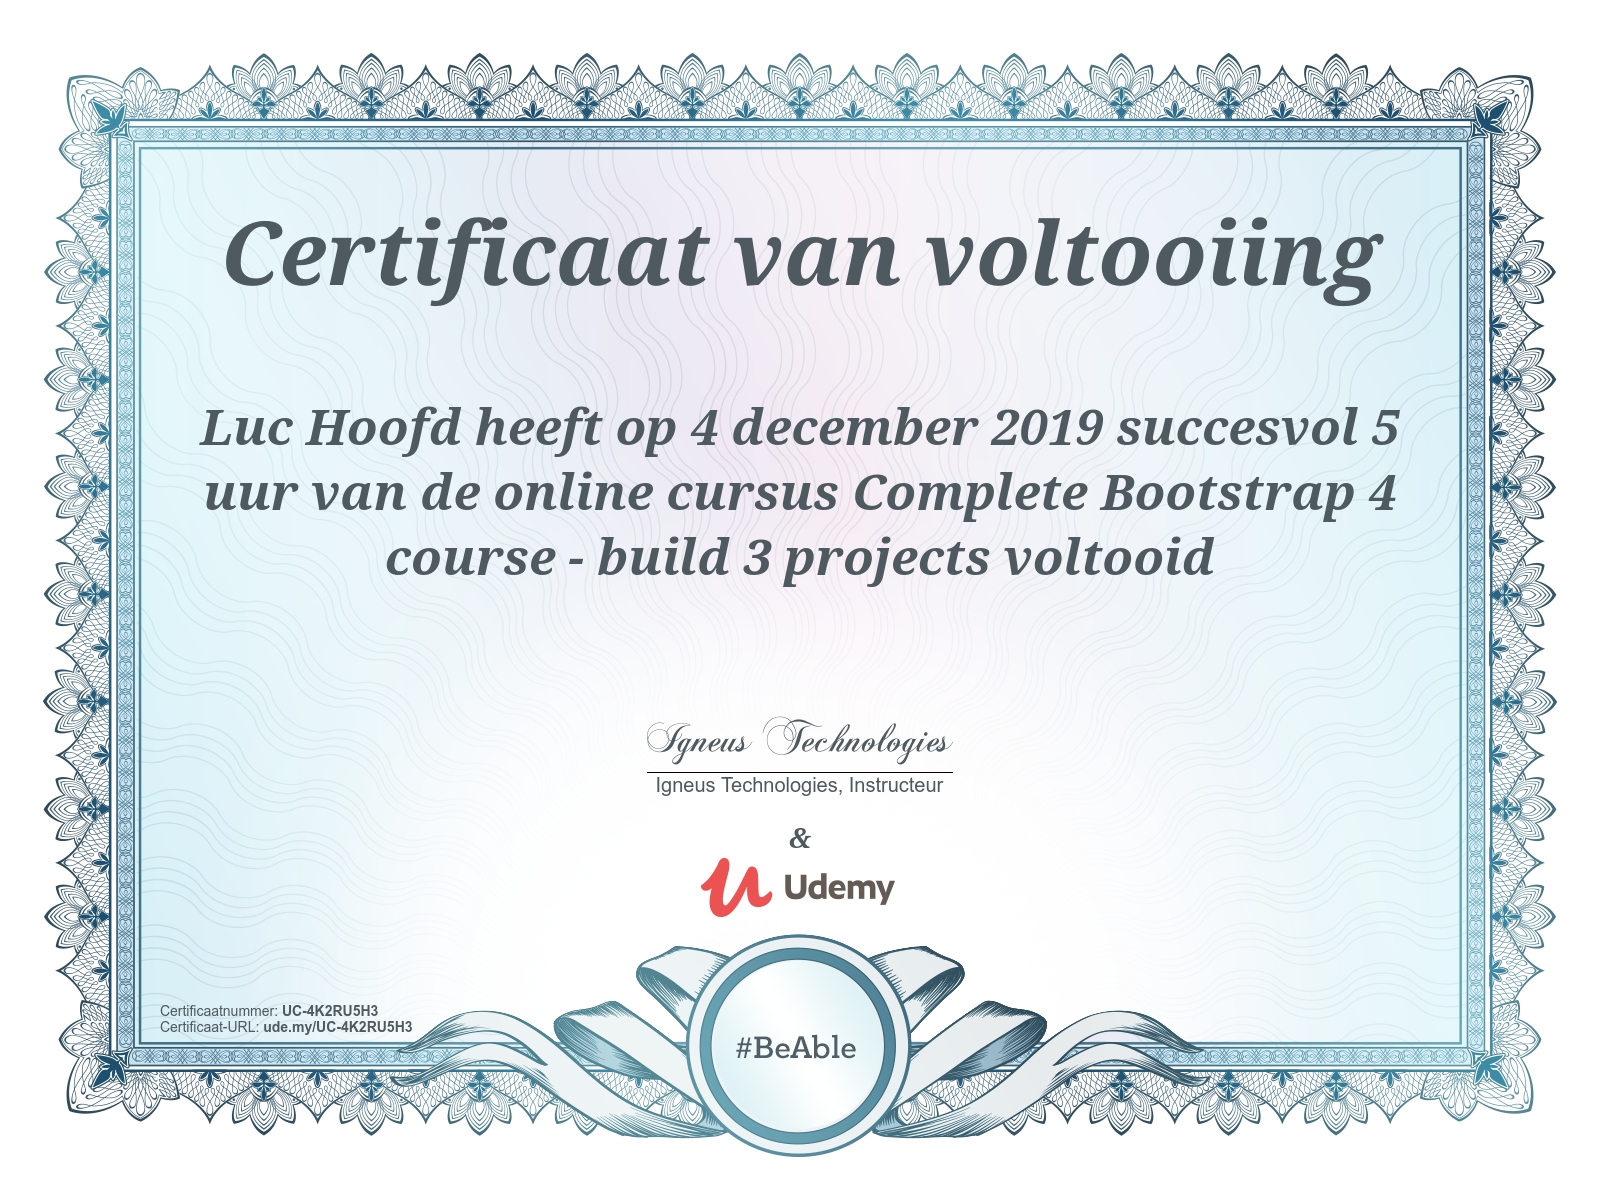 Certificaat van voltooiing
Luc Hoofd heeft op 4 december 2019 succesvol 5
uur van de online cursus Complete Bootstrap 4
course - build 3 projects voltooid
Igneus Technologies
Igneus Technologies, Instructeur
&
Udemy
Certificaatnummer: UC-4K2RU5H3
Certificaat-URL: ude.my/UC-4K2RU5H3
#BeAble